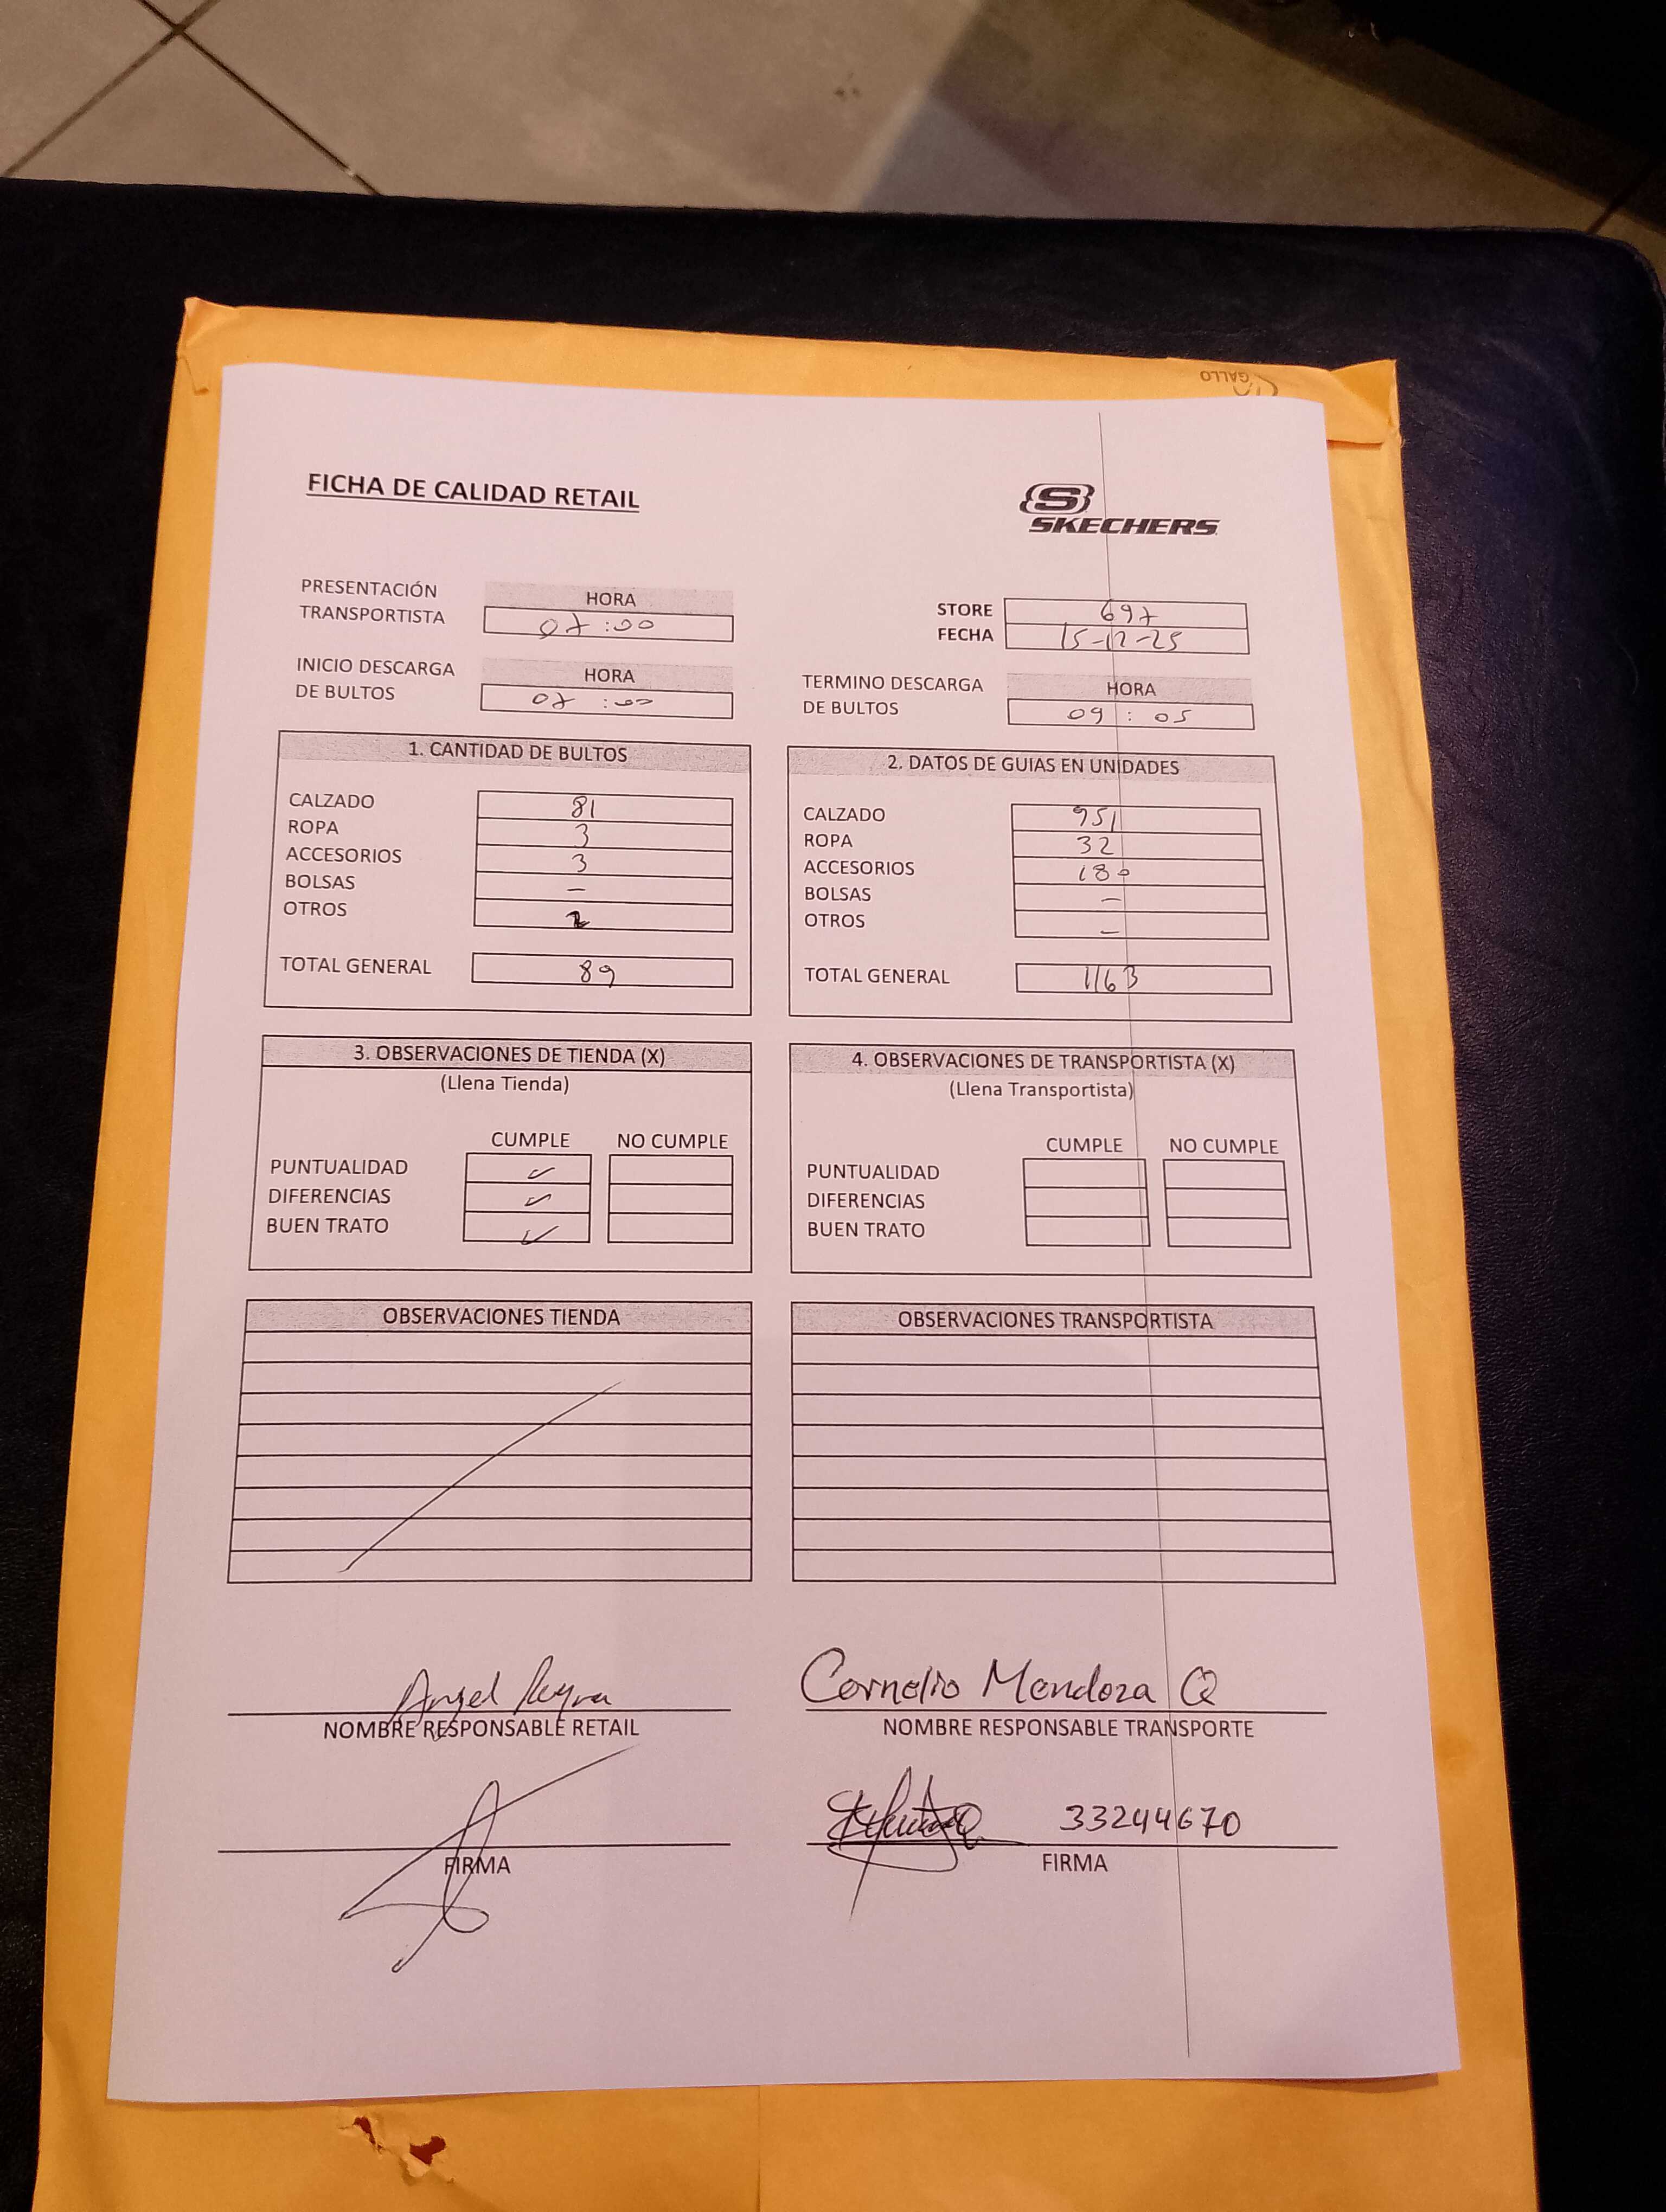 GALLO
FICHA DE CALIDAD RETAIL
SKECHERS
PRESENTACIÓN TRANSPORTISTA HORA 07:00
STORE 697
FECHA 15-12-25
INICIO DESCARGA DE BULTOS HORA 07:00
TERMINO DESCARGA DE BULTOS HORA 09:05
1. CANTIDAD DE BULTOS
CALZADO 81
ROPA 3
ACCESORIOS 3
BOLSAS –
OTROS 2
TOTAL GENERAL 89
2. DATOS DE GUIAS EN UNIDADES
CALZADO 951
ROPA 32
ACCESORIOS 180
BOLSAS –
OTROS –
TOTAL GENERAL 1163
3. OBSERVACIONES DE TIENDA (X)
(Llena Tienda)
CUMPLE NO CUMPLE
PUNTUALIDAD ✓
DIFERENCIAS ✓
BUEN TRATO ✓
4. OBSERVACIONES DE TRANSPORTISTA (X)
(Llena Transportista)
CUMPLE NO CUMPLE
PUNTUALIDAD
DIFERENCIAS
BUEN TRATO
OBSERVACIONES TIENDA
OBSERVACIONES TRANSPORTISTA
Angel
NOMBRE RESPONSABLE RETAIL
FIRMA
Cornelio Mendoza Q
NOMBRE RESPONSABLE TRANSPORTE
33244670
FIRMA